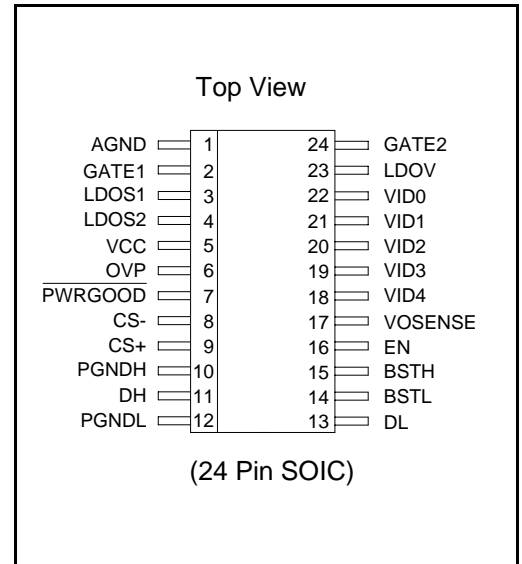 Top View
AGND 1 24 GATE2
GATE1 2 23 LDOV
LDOS1 3 22 VID0
LDOS2 4 21 VID1
VCC 5 20 VID2
OVP 6 19 VID3
PWRGOOD 7 18 VID4
CS- 8 17 VOSENSE
CS+ 9 16 EN
PGNDH 10 15 BSTH
DH 11 14 BSTL
PGNDL 12 13 DL
(24 Pin SOIC)